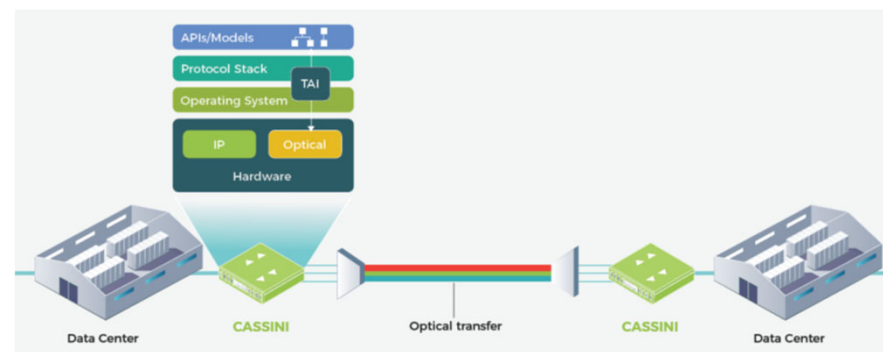 APIs/Models
Protocol Stack
TAI
Operating System
IP
Optical
Hardware
Data Center
CASSINI
Optical transfer
CASSINI
Data Center